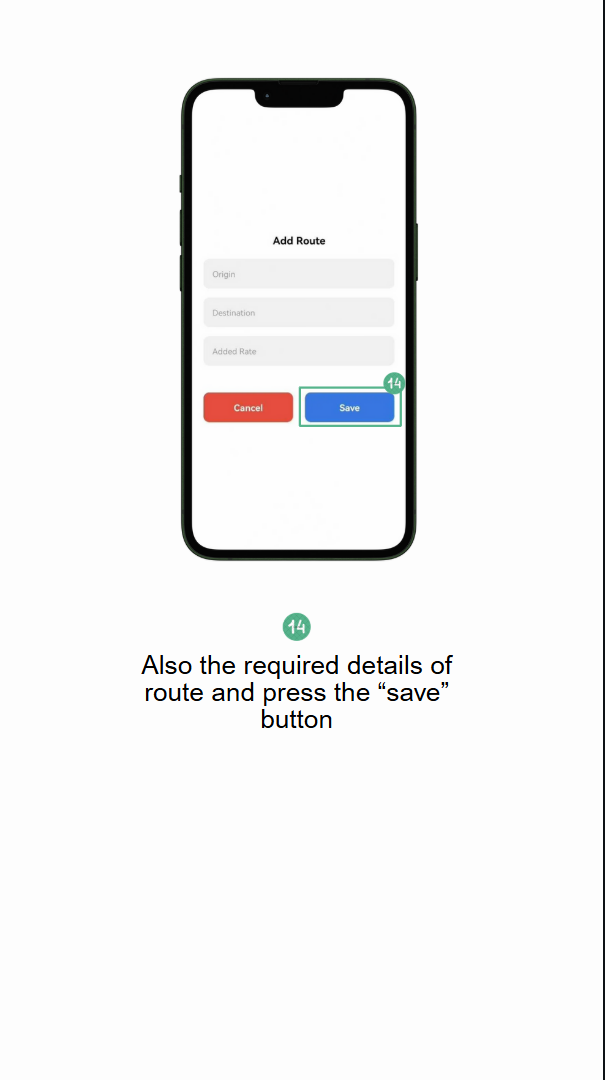 Add Route
Origin
Destination
Added Rate
14
Cancel
Save
14
Also the required details of
route and press the “save”
button